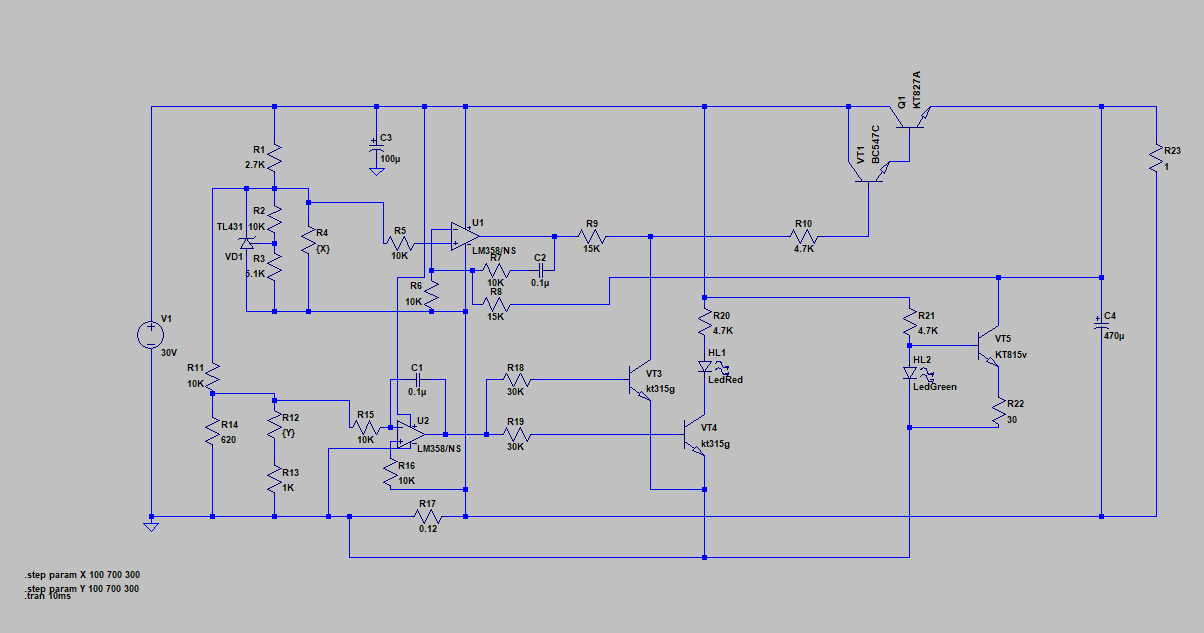 Q1
KT827A
VT1
BC547C
C3
100µ
R1
2.7K
R23
1
R2
10K
TL431
VD1
R3
5.1K
R4
{X}
R5
10K
U1
LM358/NS
R9
15K
R10
4.7K
R7
10K
C2
0.1µ
R6
10K
R8
15K
V1
30V
R20
4.7K
R21
4.7K
C4
470µ
VT5
KT815v
HL1
LedRed
HL2
LedGreen
R11
10K
C1
0.1µ
R18
30K
VT3
kt315g
R22
30
R14
620
R12
{Y}
R15
10K
U2
LM358/NS
R19
30K
VT4
kt315g
R13
1K
R16
10K
R17
0.12
.step param X 100 700 300
.step param Y 100 700 300
.tran 10ms